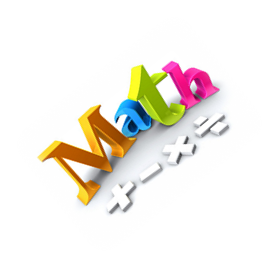 Math
+ - × ÷